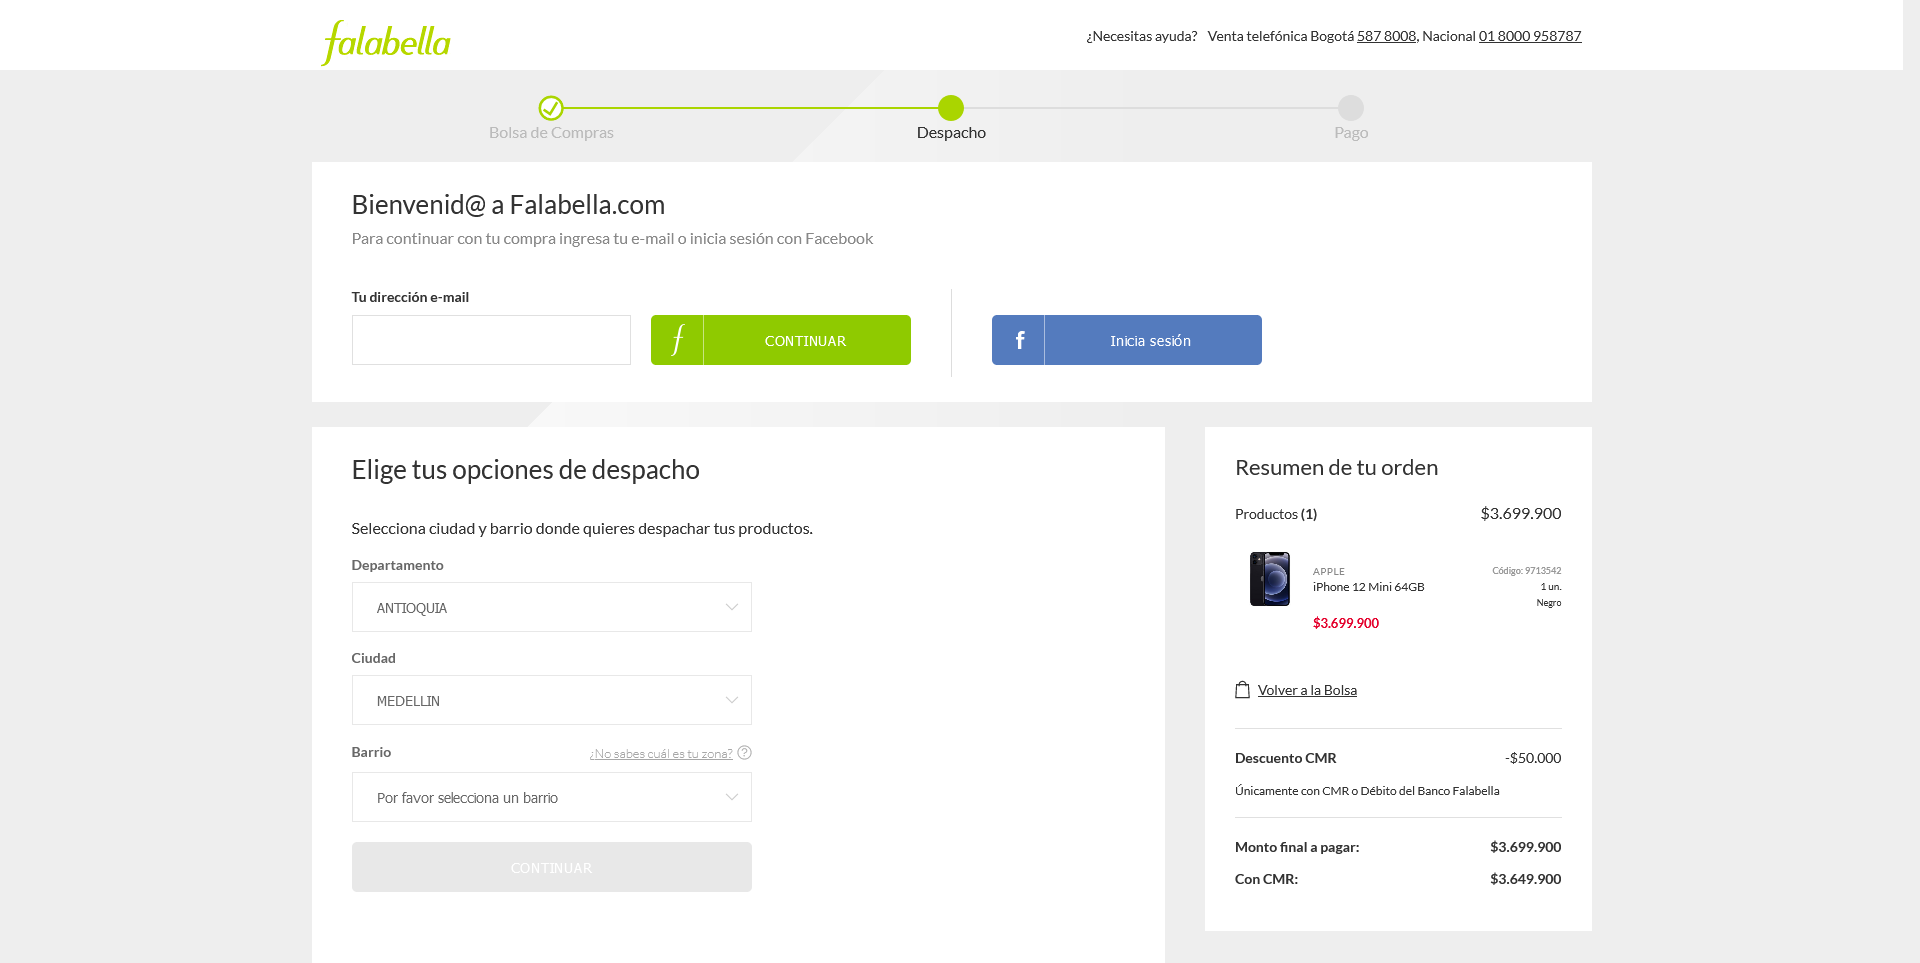 falabella
¿Necesitas ayuda? Venta telefónica Bogotá 587 8008, Nacional 01 8000 958787
Bolsa de Compras
Despacho
Pago
Bienvenid@ a Falabella.com
Para continuar con tu compra ingresa tu e-mail o inicia sesión con Facebook
Tu dirección e-mail
f CONTINUAR
f Inicia sesión
Elige tus opciones de despacho
Selecciona ciudad y barrio donde quieres despachar tus productos.
Departamento
ANTIOQUIA
Ciudad
MEDELLIN
Barrio
¿No sabes cuál es tu zona? ?
Por favor selecciona un barrio
CONTINUAR
Resumen de tu orden
Productos (1) $3.699.900
APPLE
iPhone 12 Mini 64GB
$3.699.900
Código: 9713542
1 un.
Negro
Volver a la Bolsa
Descuento CMR -$50.000
Únicamente con CMR o Débito del Banco Falabella
Monto final a pagar: $3.699.900
Con CMR: $3.649.900